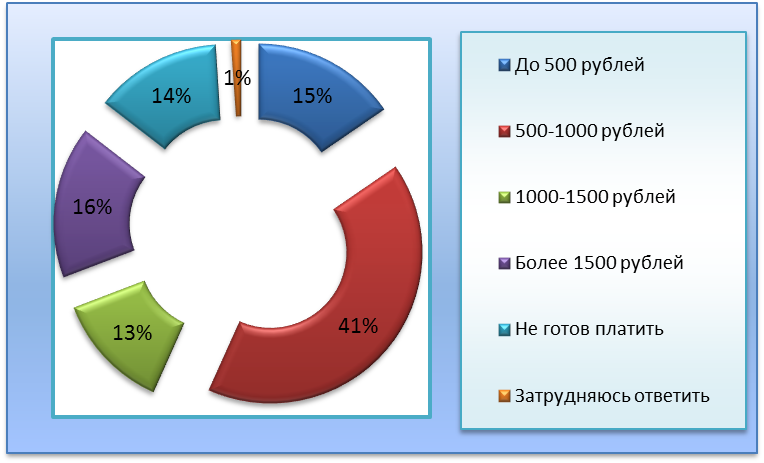 15%
41%
13%
16%
14%
1%
До 500 рублей
500-1000 рублей
1000-1500 рублей
Более 1500 рублей
Не готов платить
Затрудняюсь ответить